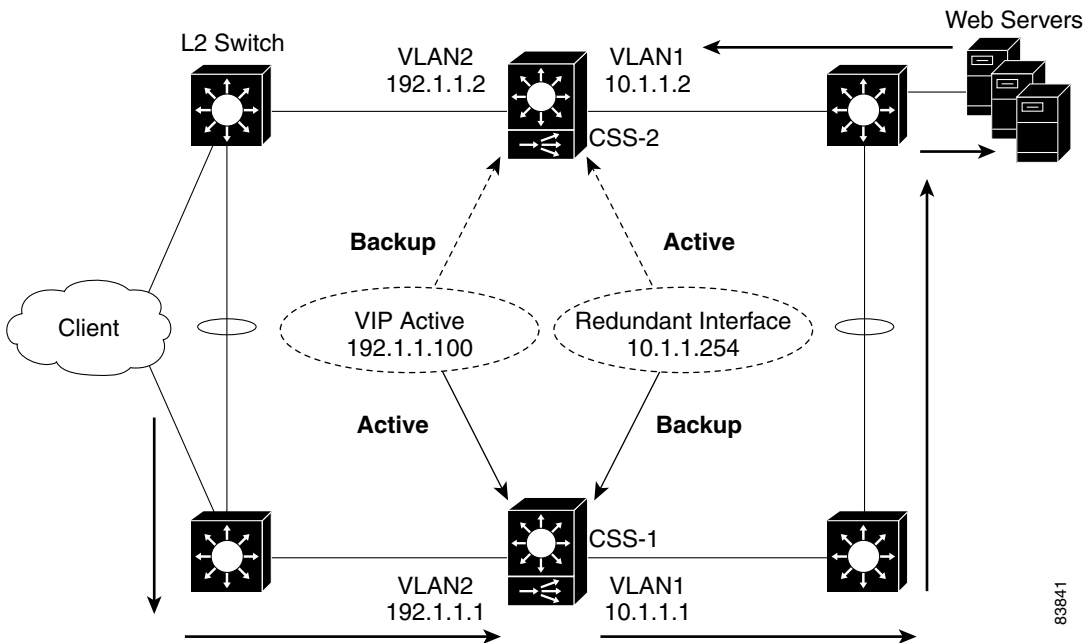 Web Servers
L2 Switch
VLAN2
192.1.1.2
VLAN1
10.1.1.2
CSS-2
Backup
Active
Client
VIP Active
192.1.1.100
Redundant Interface
10.1.1.254
Active
Backup
CSS-1
VLAN2
192.1.1.1
VLAN1
10.1.1.1
83841